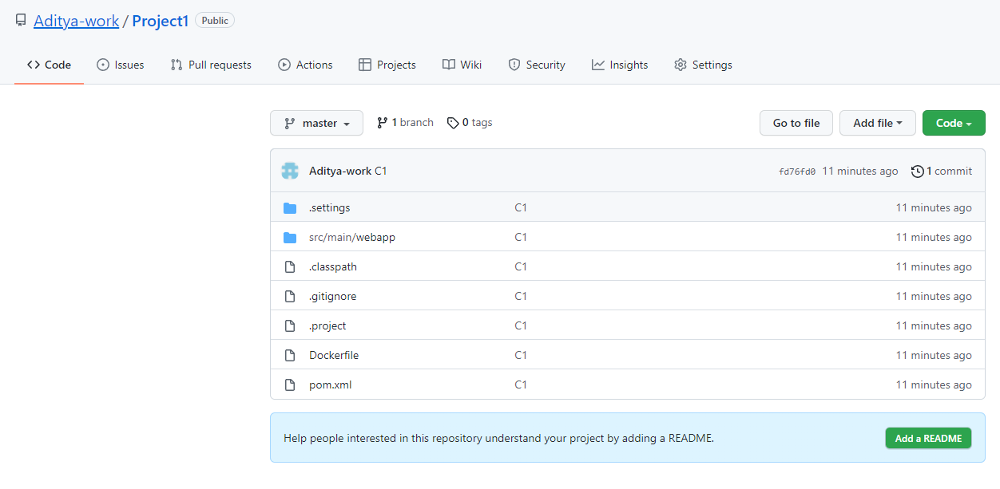 Aditya-work / Project1 Public
Code Issues Pull requests Actions Projects Wiki Security Insights Settings
master 1 branch 0 tags Go to file Add file Code
Aditya-work C1 fd76fd0 11 minutes ago 1 commit
.settings C1 11 minutes ago
src/main/webapp C1 11 minutes ago
.classpath C1 11 minutes ago
.gitignore C1 11 minutes ago
.project C1 11 minutes ago
Dockerfile C1 11 minutes ago
pom.xml C1 11 minutes ago
Help people interested in this repository understand your project by adding a README. Add a README